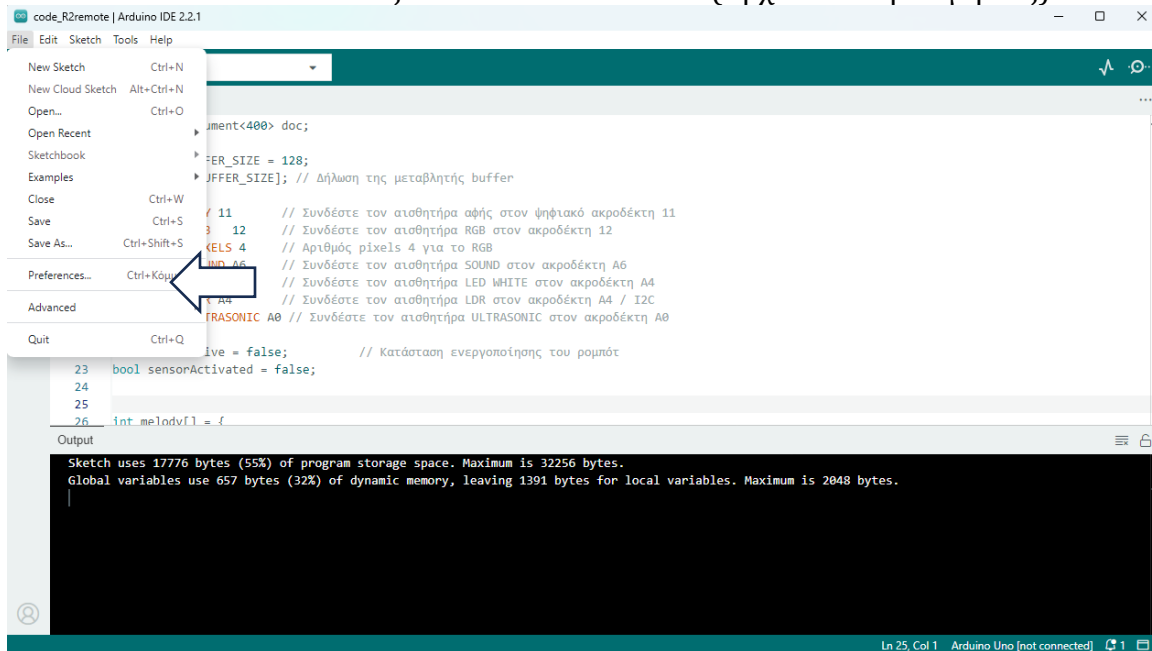 code_R2remote | Arduino IDE 2.2.1
File Edit Sketch Tools Help
New Sketch Ctrl+N
New Cloud Sketch Alt+Ctrl+N
Open... Ctrl+O
Open Recent
Sketchbook
Examples
Close Ctrl+W
Save Ctrl+S
Save As... Ctrl+Shift+S
Preferences...
Advanced
Quit Ctrl+Q
ument<400> doc;
FER_SIZE = 128;
UFFER_SIZE]; // Δήλωση της μεταβλητής buffer
11 // Συνδέστε τον αισθητήρα αφής στον ψηφιακό ακροδέκτη 11
12 // Συνδέστε τον αισθητήρα RGB στον ακροδέκτη 12
XELS 4 // Αριθμός pixels 4 για το RGB
A6 // Συνδέστε τον αισθητήρα SOUND στον ακροδέκτη A6
// Συνδέστε τον αισθητήρα LED WHITE στον ακροδέκτη A4
A4 // Συνδέστε τον αισθητήρα LDR στον ακροδέκτη A4 / I2C
TRASONIC A0 // Συνδέστε τον αισθητήρα ULTRASONIC στον ακροδέκτη A0
ive = false; // Κατάσταση ενεργοποίησης του ρομπότ
23 bool sensorActivated = false;
24
25
26 int melody[] = {
Output
Sketch uses 17776 bytes (55%) of program storage space. Maximum is 32256 bytes.
Global variables use 657 bytes (32%) of dynamic memory, leaving 1391 bytes for local variables. Maximum is 2048 bytes.
Ln 25, Col 1 Arduino Uno [not connected] 1